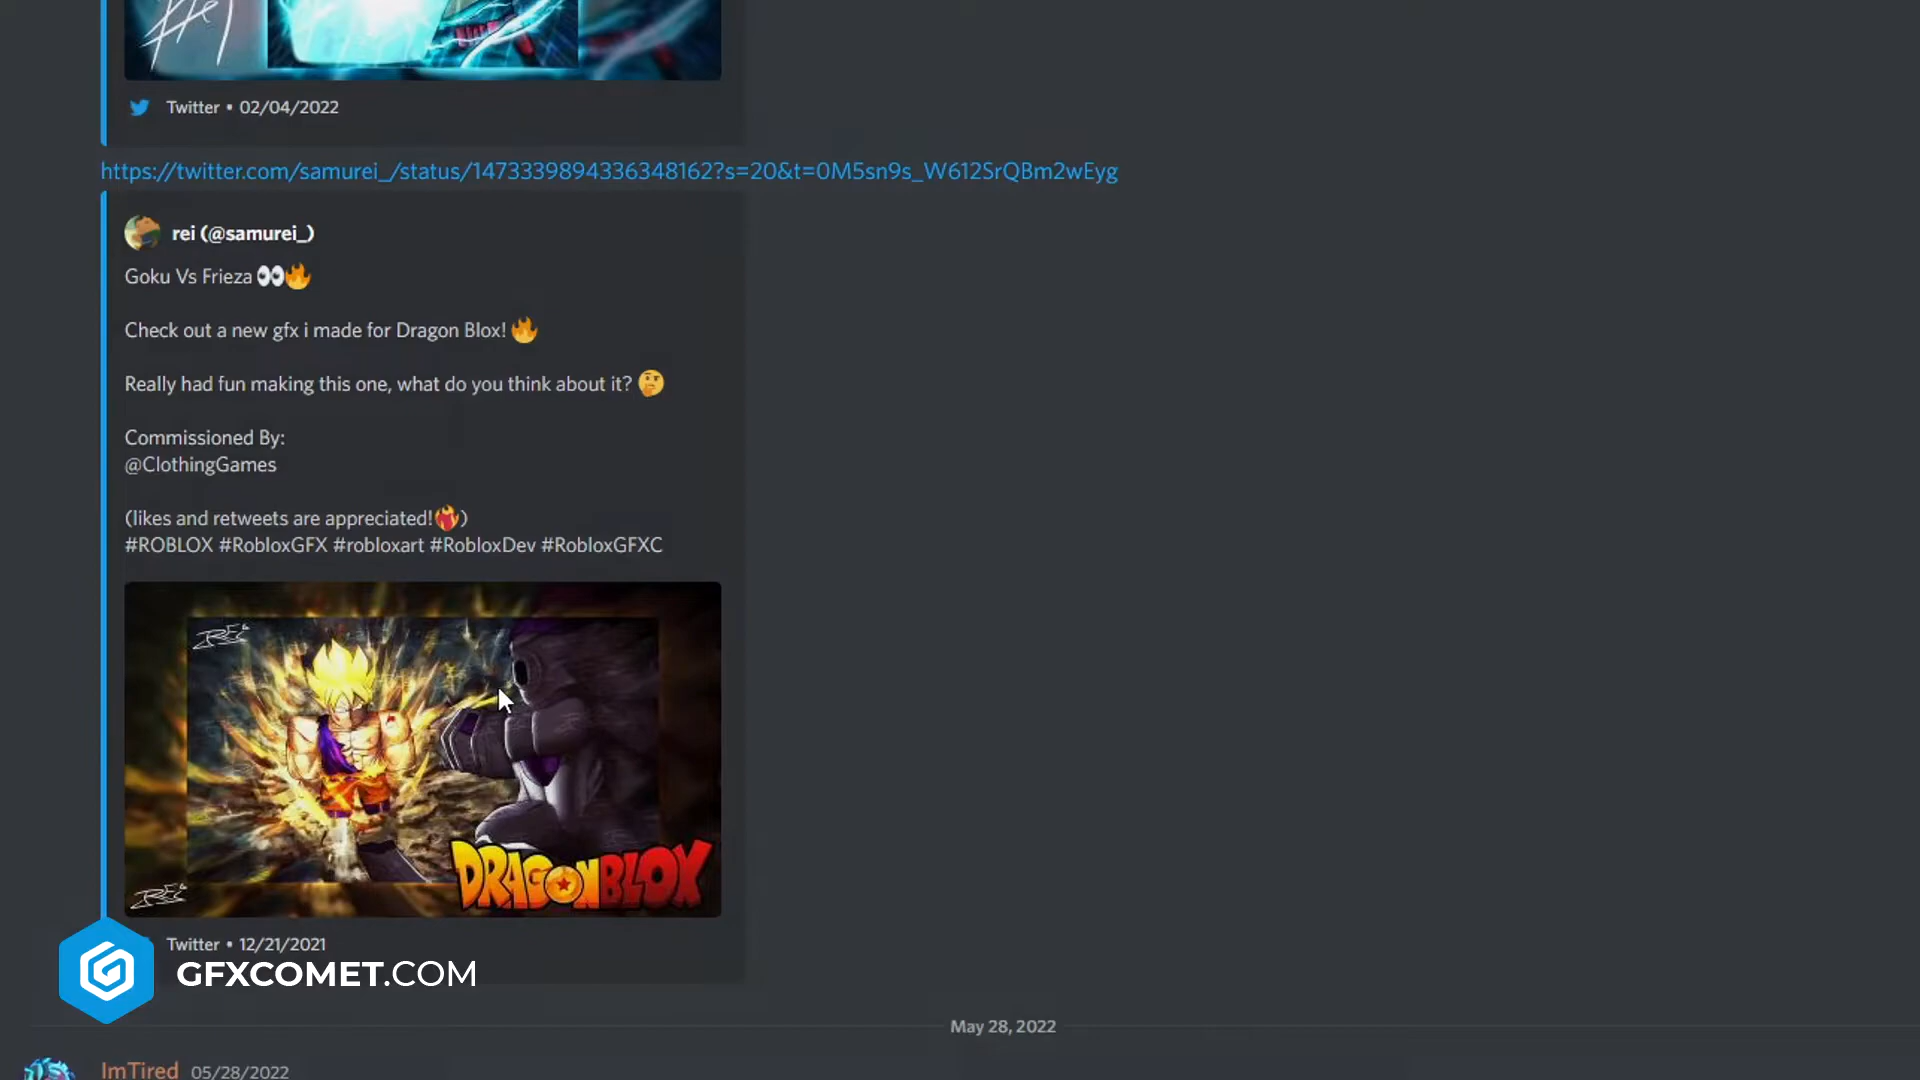 Twitter • 02/04/2022
https://twitter.com/samurei_/status/1473339894336348162?s=20&t=0M5sn9s_W612SrQBm2wEyg
rei (@samurei_)
Goku Vs Frieza 👀🔥
Check out a new gfx i made for Dragon Blox! 🔥
Really had fun making this one, what do you think about it? 🤔
Commissioned By:
@ClothingGames
(likes and retweets are appreciated!❤️‍🔥)
#ROBLOX #RobloxGFX #robloxart #RobloxDev #RobloxGFXC
DRAGONBLOX
Twitter • 12/21/2021
GFXCOMET.COM
May 28, 2022
ImTired 05/28/2022